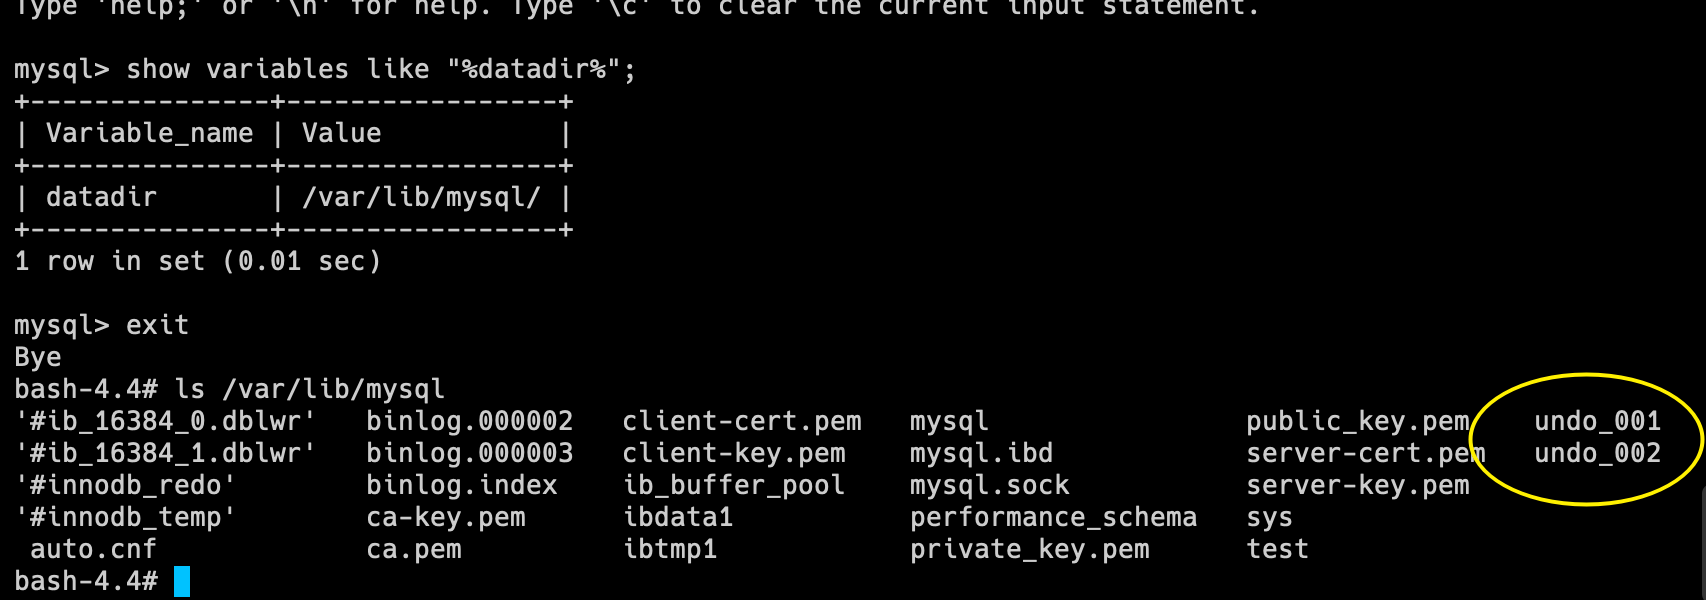 Type 'help;' or '\h' for help. Type '\c' to clear the current input statement.
mysql> show variables like "%datadir%";
+---------------+-----------------+
| Variable_name | Value           |
+---------------+-----------------+
| datadir       | /var/lib/mysql/ |
+---------------+-----------------+
1 row in set (0.01 sec)
mysql> exit
Bye
bash-4.4# ls /var/lib/mysql
'#ib_16384_0.dblwr'   binlog.000002   client-cert.pem   mysql                public_key.pem    undo_001
'#ib_16384_1.dblwr'   binlog.000003   client-key.pem    mysql.ibd            server-cert.pem   undo_002
'#innodb_redo'        binlog.index    ib_buffer_pool    mysql.sock           server-key.pem
'#innodb_temp'        ca-key.pem      ibdata1           performance_schema   sys
 auto.cnf             ca.pem          ibtmp1            private_key.pem      test
bash-4.4#